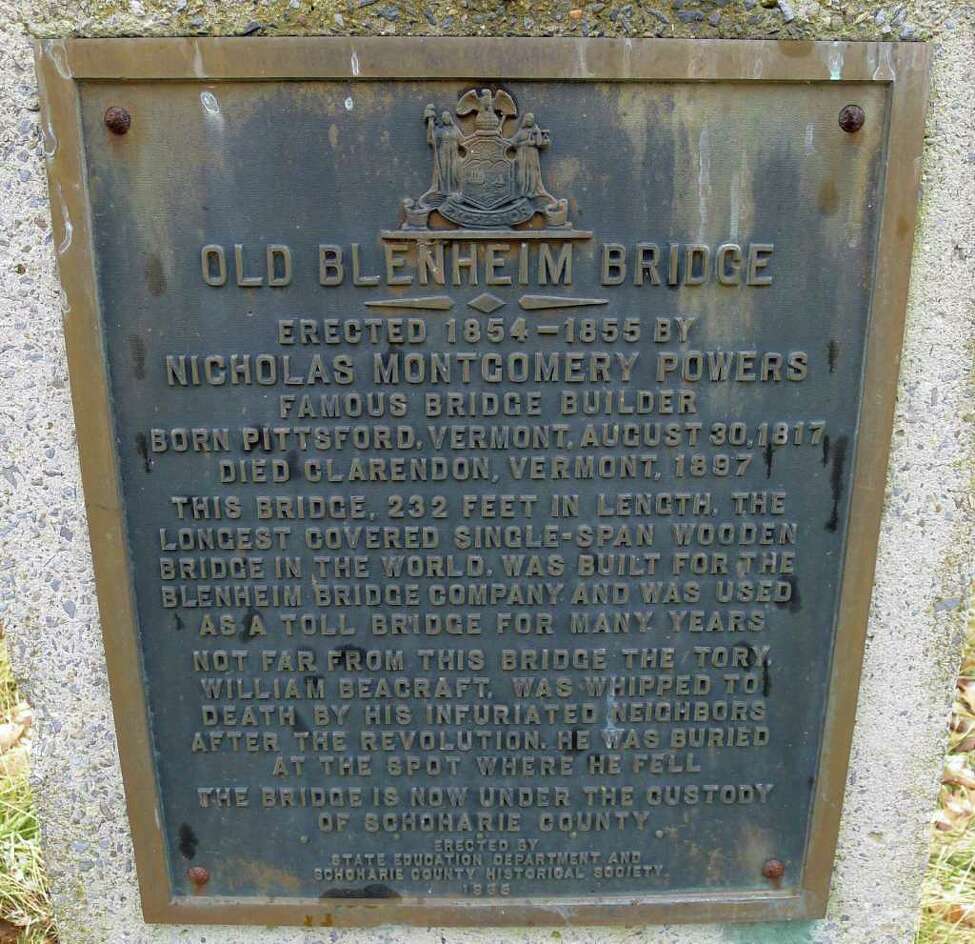 OLD BLENHEIM BRIDGE
ERECTED 1854–1855 BY
NICHOLAS MONTGOMERY POWERS
FAMOUS BRIDGE BUILDER
BORN PITTSFORD, VERMONT, AUGUST 30, 1817
DIED CLARENDON, VERMONT, 1897
THIS BRIDGE, 232 FEET IN LENGTH, THE
LONGEST COVERED SINGLE-SPAN WOODEN
BRIDGE IN THE WORLD, WAS BUILT FOR THE
BLENHEIM BRIDGE COMPANY AND WAS USED
AS A TOLL BRIDGE FOR MANY YEARS
NOT FAR FROM THIS BRIDGE THE TORY,
WILLIAM BEACRAFT, WAS WHIPPED TO
DEATH BY HIS INFURIATED NEIGHBORS
AFTER THE REVOLUTION. HE WAS BURIED
AT THE SPOT WHERE HE FELL
THE BRIDGE IS NOW UNDER THE CUSTODY
OF SCHOHARIE COUNTY
ERECTED BY
STATE EDUCATION DEPARTMENT AND
SCHOHARIE COUNTY HISTORICAL SOCIETY.